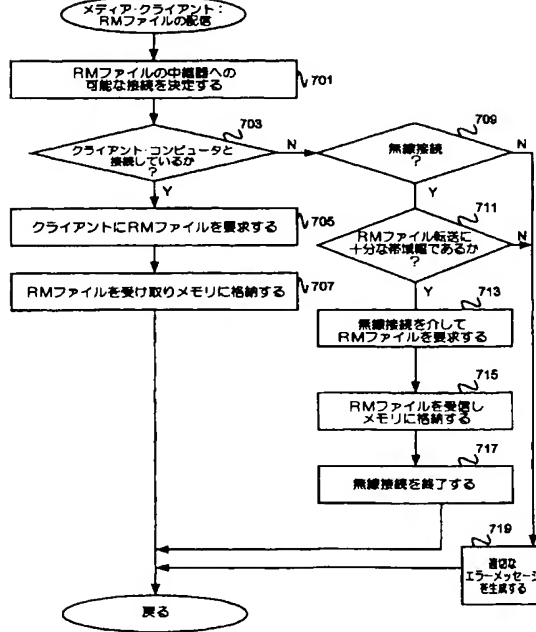 メディア・クライアント：
RMファイルの配信
RMファイルの中継器への
可能な接続を決定する
701
703
クライアント・コンピュータと
接続しているか
?
N
Y
709
無線接続
?
N
Y
クライアントにRMファイルを要求する
705
711
RMファイル転送に
十分な帯域幅であるか
?
N
Y
RMファイルを受け取りメモリに格納する
707
713
無線接続を介して
RMファイルを要求する
715
RMファイルを受信し
メモリに格納する
717
無線接続を終了する
719
適切な
エラーメッセージ
を生成する
戻る